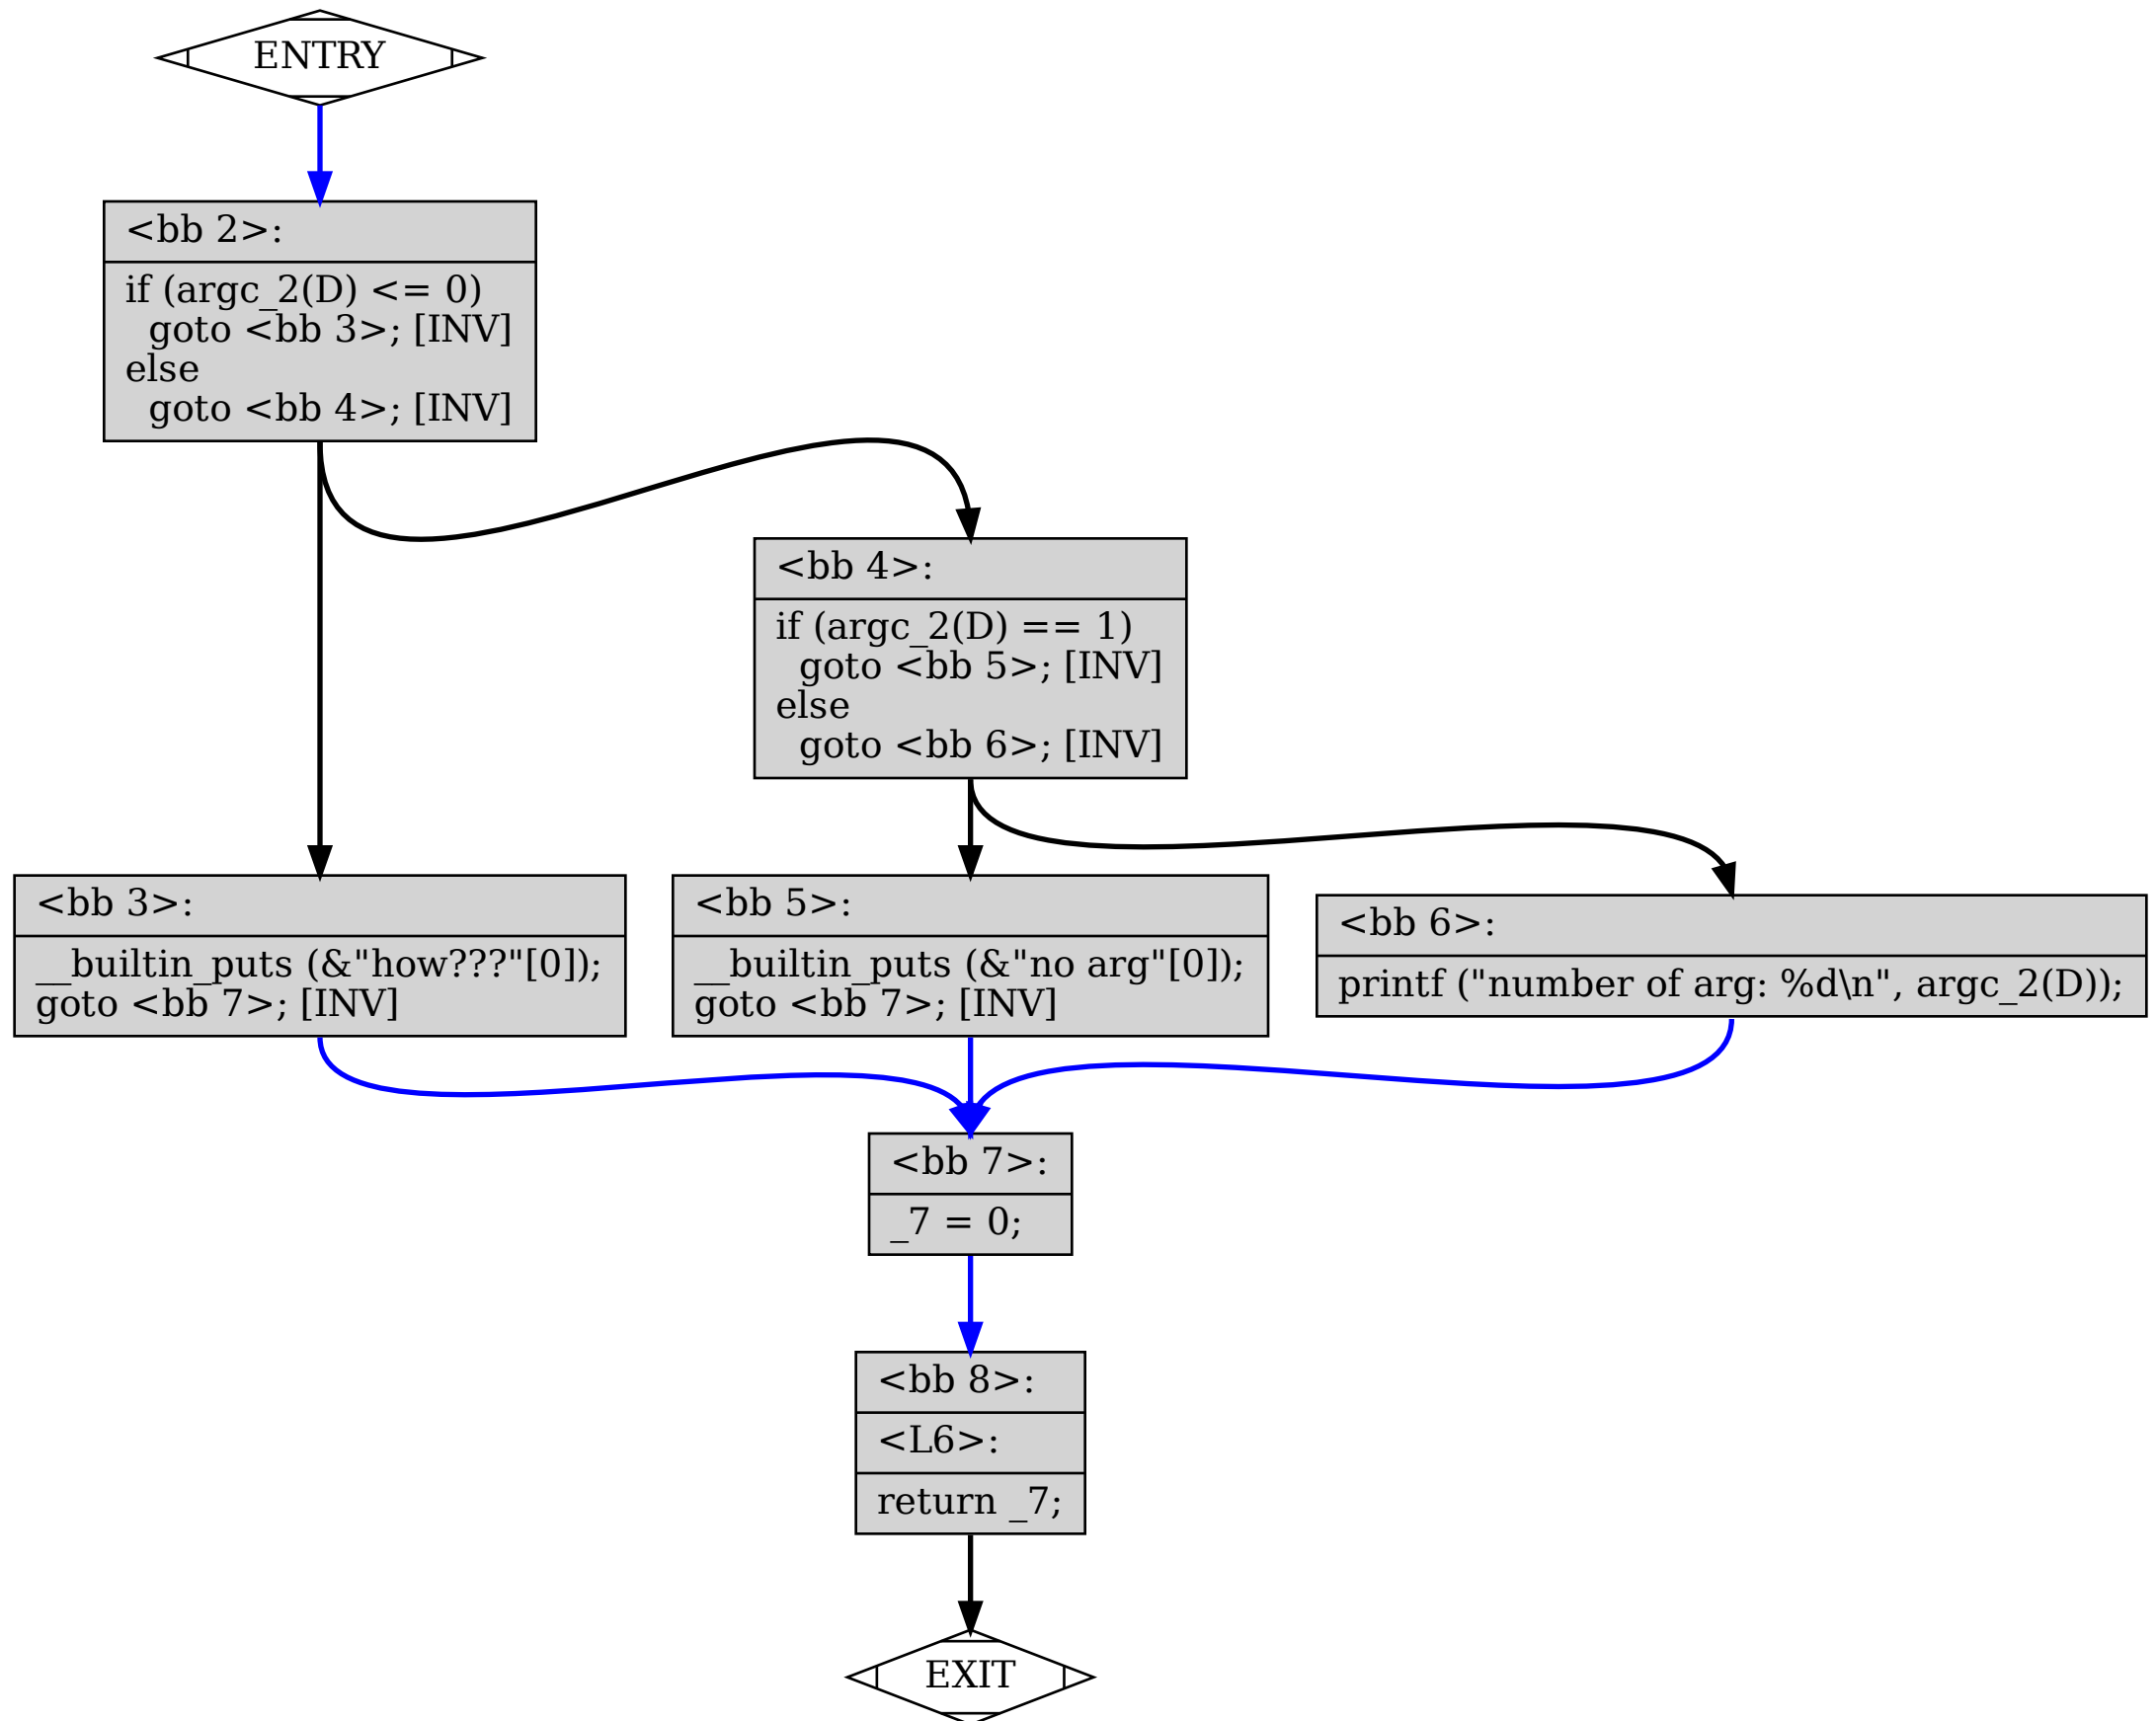 ENTRY
<bb 2>:
if (argc_2(D) <= 0)
  goto <bb 3>; [INV]
else
  goto <bb 4>; [INV]
<bb 4>:
if (argc_2(D) == 1)
  goto <bb 5>; [INV]
else
  goto <bb 6>; [INV]
<bb 3>:
__builtin_puts (&"how???"[0]);
goto <bb 7>; [INV]
<bb 5>:
__builtin_puts (&"no arg"[0]);
goto <bb 7>; [INV]
<bb 6>:
printf ("number of arg: %d\n", argc_2(D));
<bb 7>:
_7 = 0;
<bb 8>:
<L6>:
return _7;
EXIT